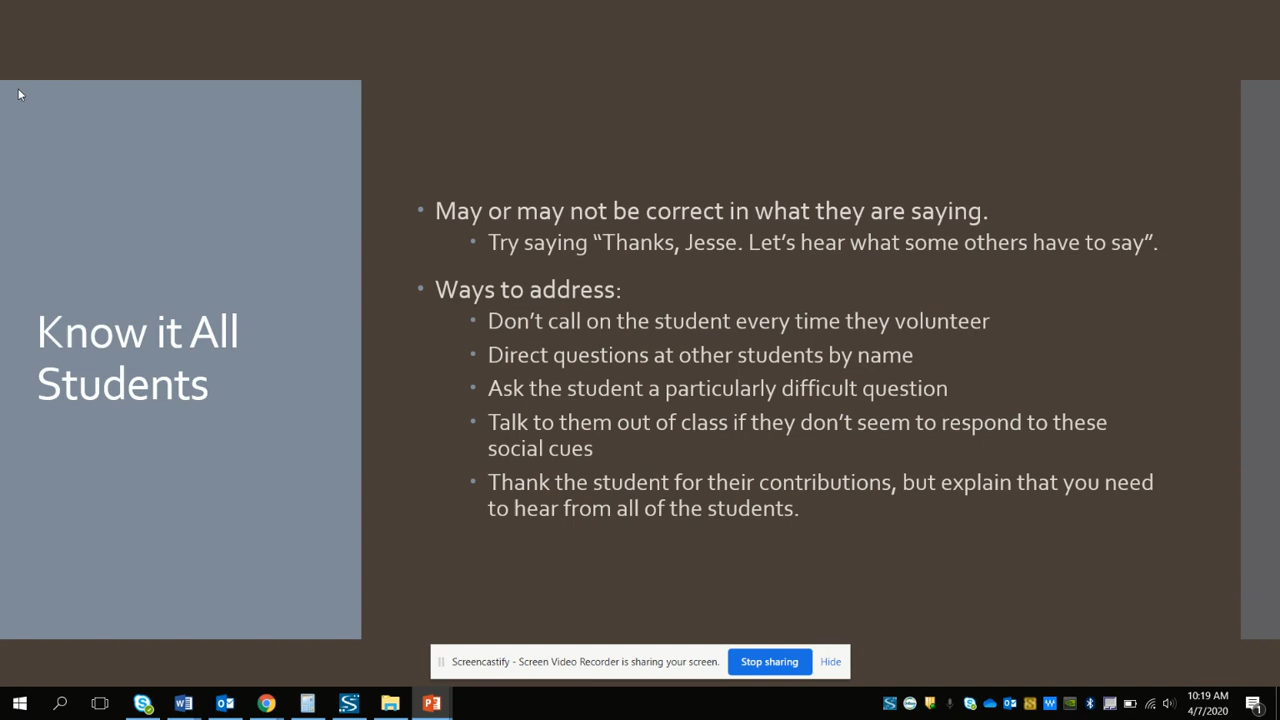 Know it All
Students
• May or may not be correct in what they are saying.
• Try saying “Thanks, Jesse. Let’s hear what some others have to say”.
• Ways to address:
• Don’t call on the student every time they volunteer
• Direct questions at other students by name
• Ask the student a particularly difficult question
• Talk to them out of class if they don’t seem to respond to these
social cues
• Thank the student for their contributions, but explain that you need
to hear from all of the students.
Screencastify - Screen Video Recorder is sharing your screen.
Stop sharing
Hide
10:19 AM
4/7/2020